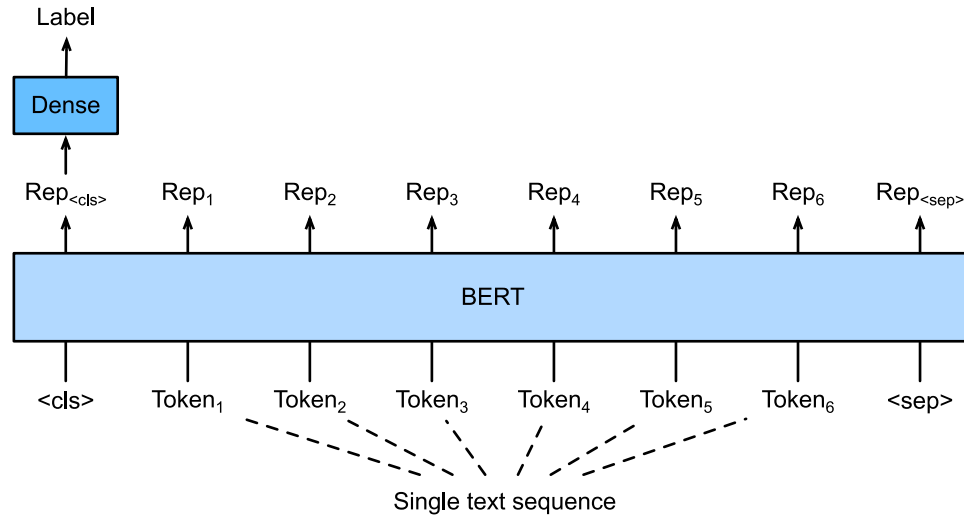 Label
Dense
Rep<cls> Rep1 Rep2 Rep3 Rep4 Rep5 Rep6 Rep<sep>
BERT
<cls> Token1 Token2 Token3 Token4 Token5 Token6 <sep>
Single text sequence